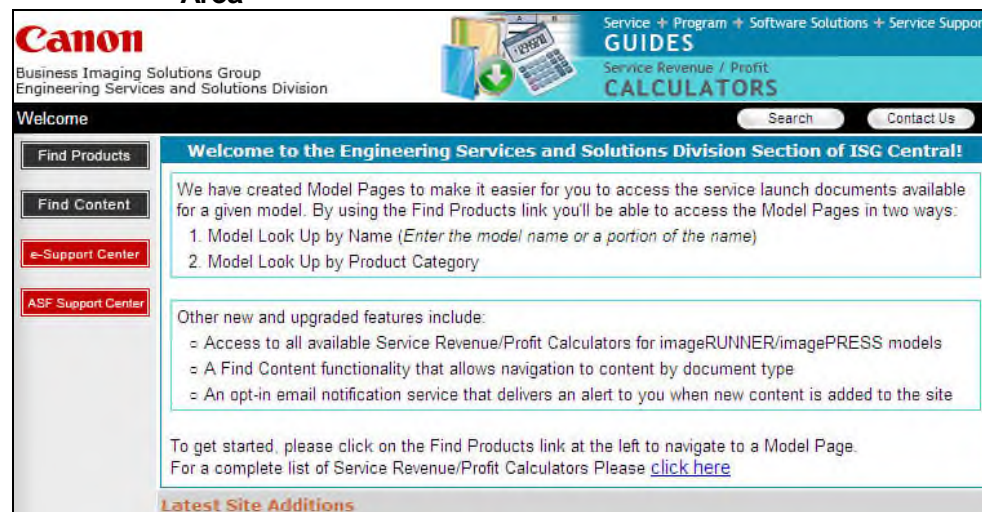 Area
Canon
Business Imaging Solutions Group
Engineering Services and Solutions Division
Service + Program + Software Solutions + Service Suppor
GUIDES
Service Revenue / Profit
CALCULATORS
Welcome
Search
Contact Us
Find Products
Find Content
e-Support Center
ASF Support Center
Welcome to the Engineering Services and Solutions Division Section of ISG Central!
We have created Model Pages to make it easier for you to access the service launch documents available
for a given model. By using the Find Products link you'll be able to access the Model Pages in two ways:
1. Model Look Up by Name (Enter the model name or a portion of the name)
2. Model Look Up by Product Category
Other new and upgraded features include:
▫ Access to all available Service Revenue/Profit Calculators for imageRUNNER/imagePRESS models
▫ A Find Content functionality that allows navigation to content by document type
▫ An opt-in email notification service that delivers an alert to you when new content is added to the site
To get started, please click on the Find Products link at the left to navigate to a Model Page.
For a complete list of Service Revenue/Profit Calculators Please click here
Latest Site Additions